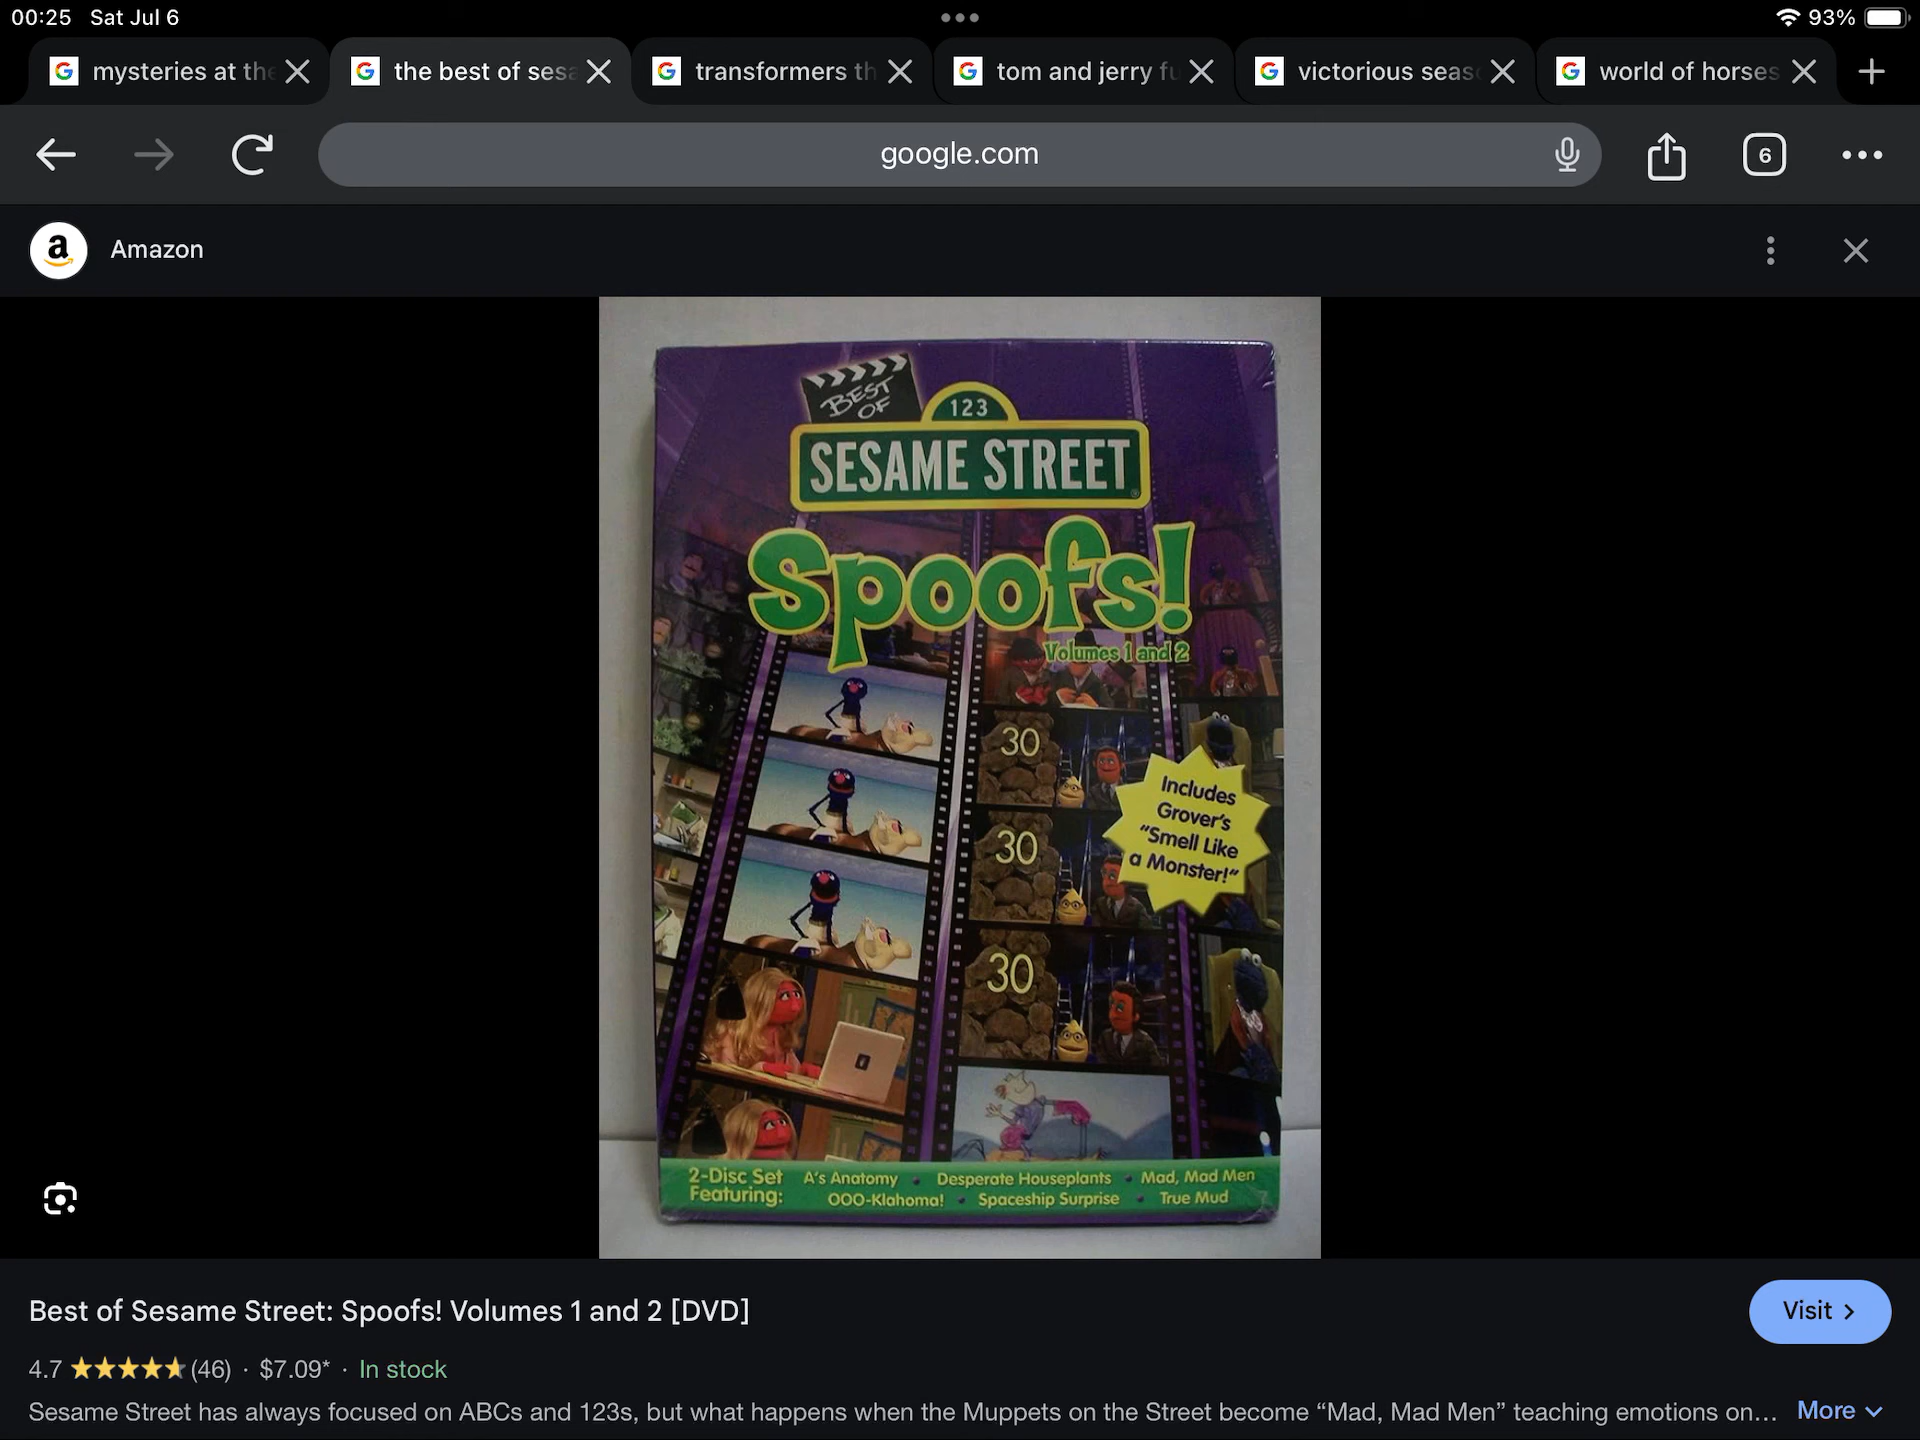 00:25 Sat Jul 6
93%
mysteries at the
the best of sesa
transformers th
tom and jerry fu
victorious seas
world of horses
google.com
6
a
Amazon
BEST
OF
123
SESAME STREET
Spoofs!
Volumes 1 and 2
30
30
30
Includes
Grover's
"Smell Like
a Monster!"
2-Disc Set
Featuring:
A's Anatomy • Desperate Houseplants • Mad, Mad Men
OOO-Klahoma! • Spaceship Surprise • True Mud
Best of Sesame Street: Spoofs! Volumes 1 and 2 [DVD]
Visit
4.7 (46) · $7.09* · In stock
Sesame Street has always focused on ABCs and 123s, but what happens when the Muppets on the Street become “Mad, Mad Men” teaching emotions on... More